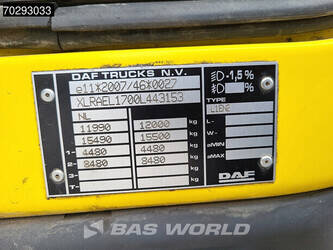 70293033
DAF TRUCKS N.V.
e11*2007/46*0027
XLRAEL1700L443153
NL
11990 12000 kg
15490 15500 kg
1- 4480 4480 kg
2- 8480 8480 kg
3- kg
T- kg
-1,5 %
%
TYPE
L1D2
L-
W-
aMIN
aMAX
DAF
BAS WORLD